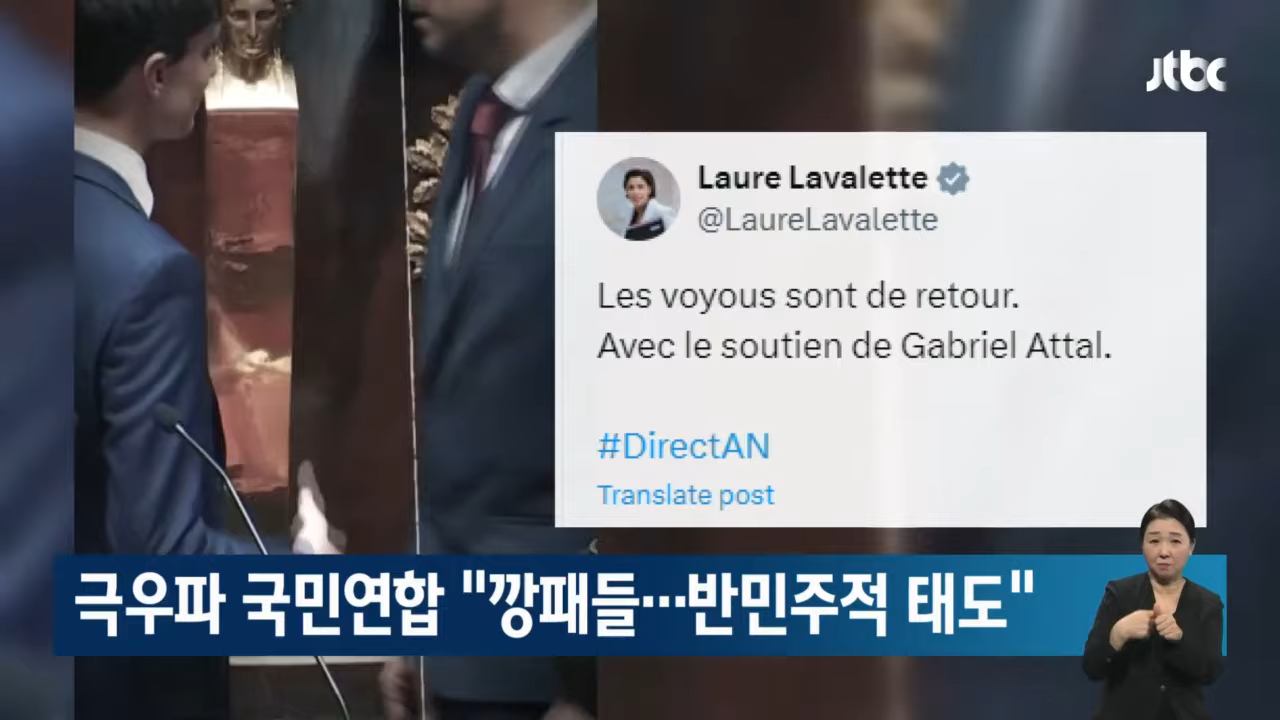 jtbc
Laure Lavalette
@LaureLavalette
Les voyous sont de retour.
Avec le soutien de Gabriel Attal.
#DirectAN
Translate post
극우파 국민연합 "깡패들…반민주적 태도"